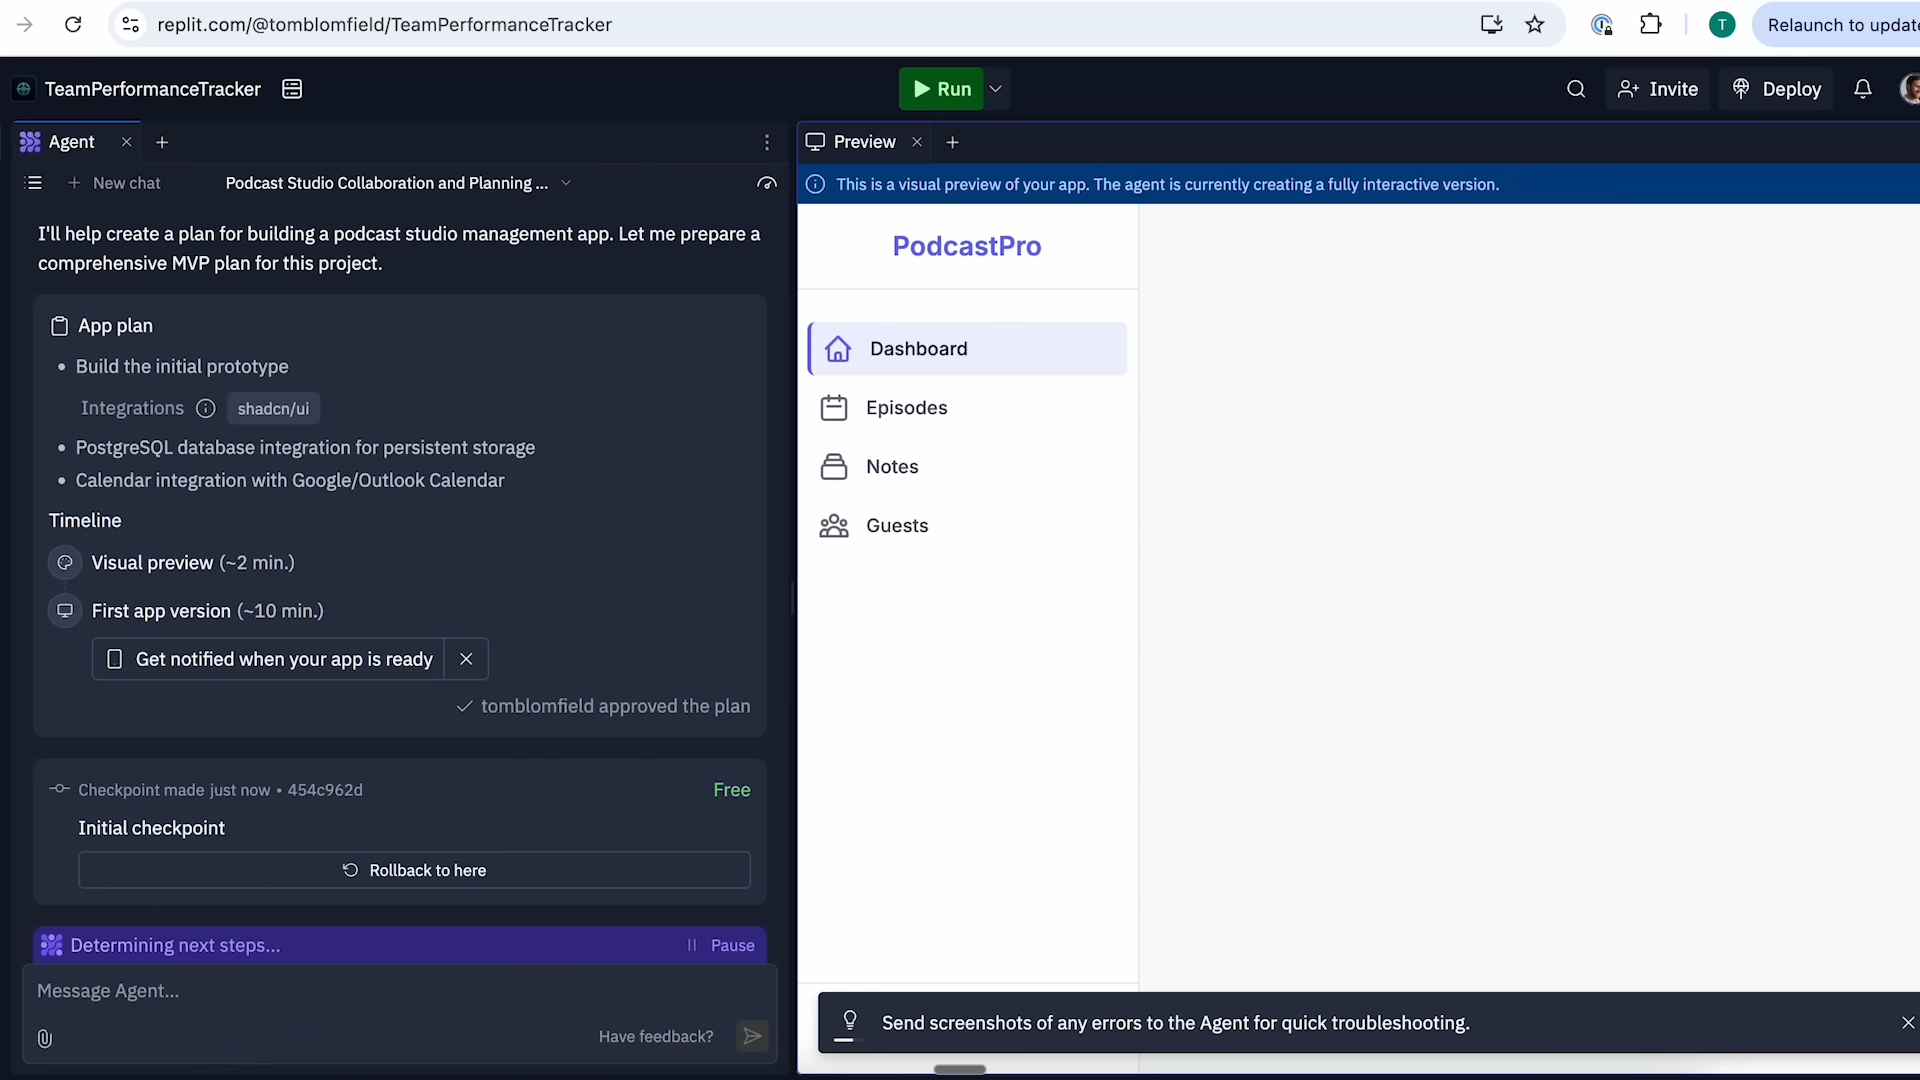 replit.com/@tomblomfield/TeamPerformanceTracker
T
Relaunch to update
TeamPerformanceTracker
Run
Invite
Deploy
Agent
Preview
New chat
Podcast Studio Collaboration and Planning ...
This is a visual preview of your app. The agent is currently creating a fully interactive version.
I'll help create a plan for building a podcast studio management app. Let me prepare a
comprehensive MVP plan for this project.
App plan
• Build the initial prototype
Integrations
shadcn/ui
• PostgreSQL database integration for persistent storage
• Calendar integration with Google/Outlook Calendar
Timeline
Visual preview (~2 min.)
First app version (~10 min.)
Get notified when your app is ready
tomblomfield approved the plan
Checkpoint made just now • 454c962d
Free
Initial checkpoint
Rollback to here
Determining next steps...
Pause
Message Agent...
Have feedback?
PodcastPro
Dashboard
Episodes
Notes
Guests
Send screenshots of any errors to the Agent for quick troubleshooting.